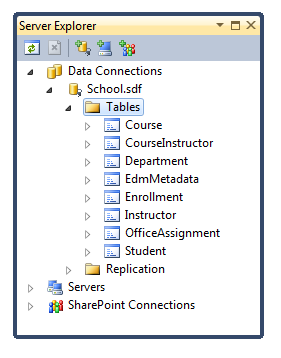 Server Explorer
Data Connections
School.sdf
Tables
Course
CourseInstructor
Department
EdmMetadata
Enrollment
Instructor
OfficeAssignment
Student
Replication
Servers
SharePoint Connections